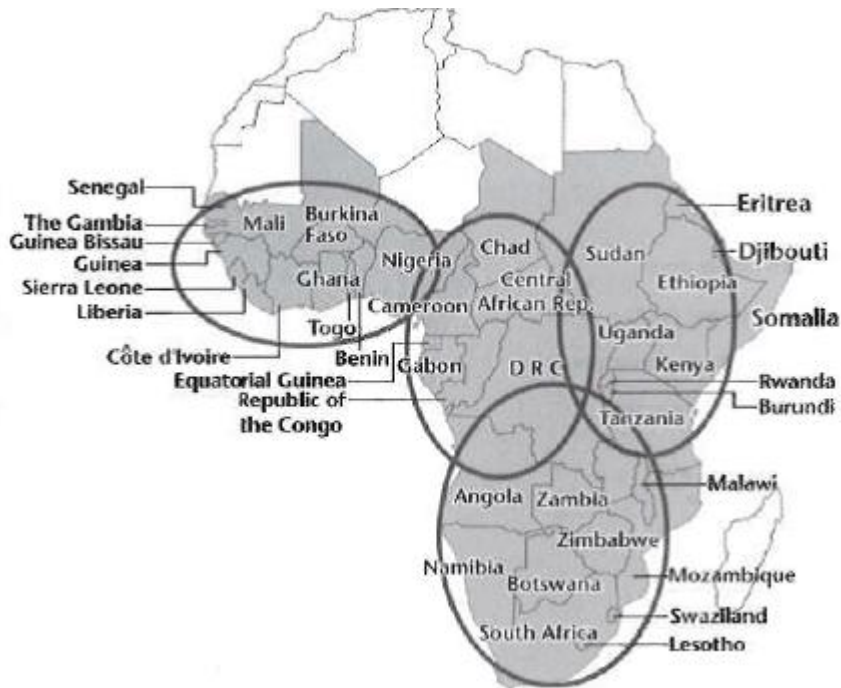 Senegal
The Gambia
Guinea Bissau
Guinea
Sierra Leone
Liberia
Côte d'Ivoire
Mali
Burkina
Faso
Ghana
Togo
Benin
Nigeria
Cameroon
Equatorial Guinea
Gabon
Republic of
the Congo
Chad
Central
African Rep.
D R C
Sudan
Eritrea
Djibouti
Ethiopia
Somalla
Uganda
Kenya
Rwanda
Burundi
Tanzania
Angola
Zambia
Malawi
Zimbabwe
Namibia
Botswana
Mozambique
Swaziland
South Africa
Lesotho